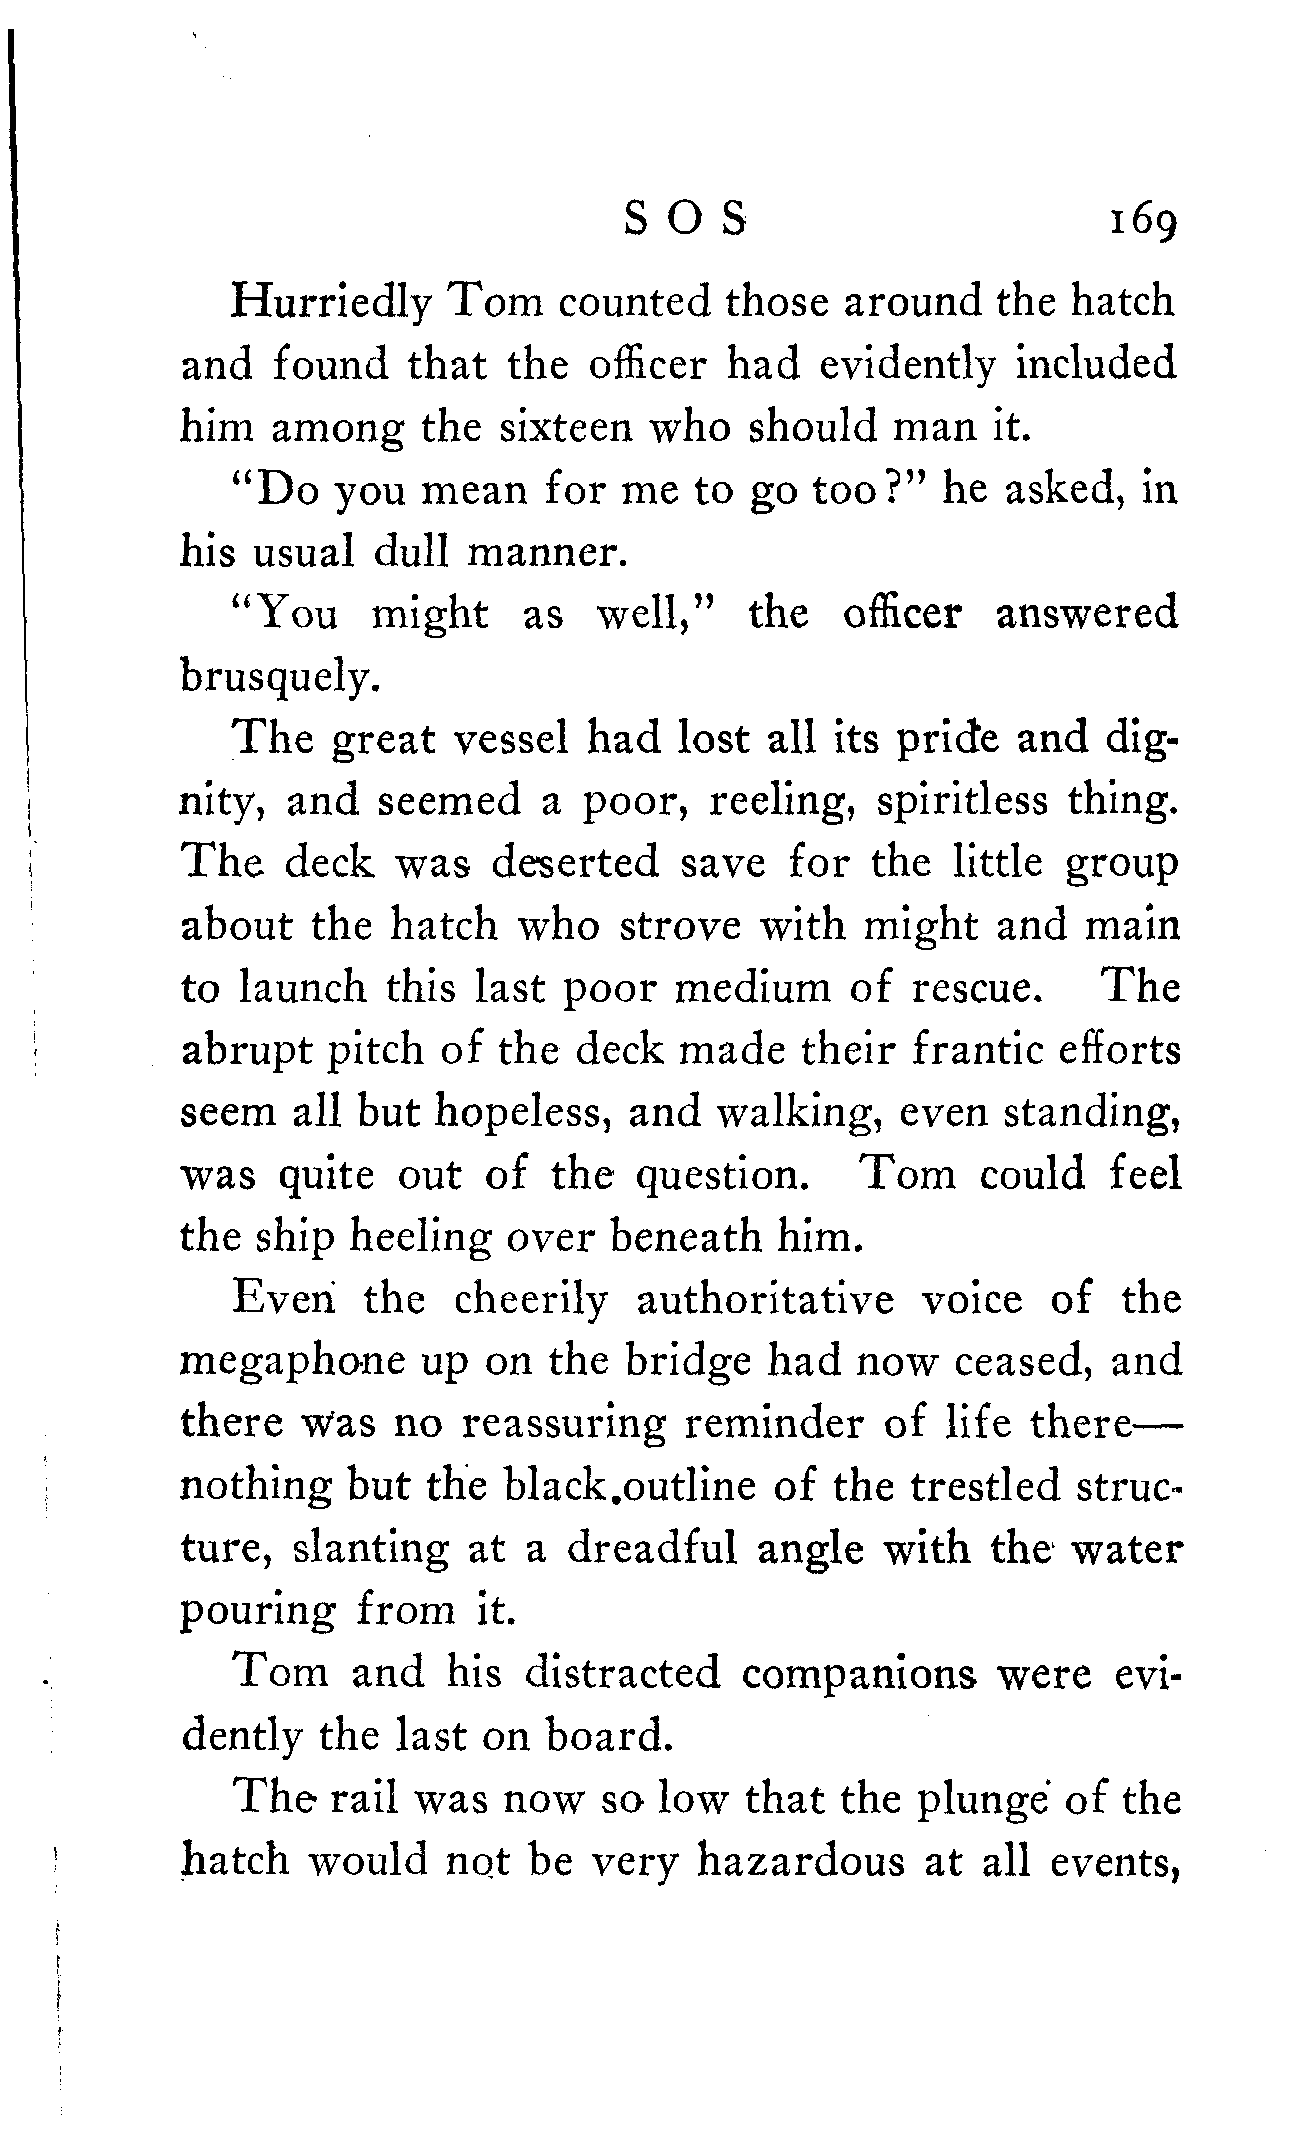 S O S 169
Hurriedly Tom counted those around the hatch
and found that the officer had evidently included
him among the sixteen who should man it.
"Do you mean for me to go too?" he asked, in
his usual dull manner.
"You might as well," the officer answered
brusquely.
The great vessel had lost all its pride and dig-
nity, and seemed a poor, reeling, spiritless thing.
The deck was deserted save for the little group
about the hatch who strove with might and main
to launch this last poor medium of rescue. The
abrupt pitch of the deck made their frantic efforts
seem all but hopeless, and walking, even standing,
was quite out of the question. Tom could feel
the ship heeling over beneath him.
Even the cheerily authoritative voice of the
megaphone up on the bridge had now ceased, and
there was no reassuring reminder of life there—
nothing but the black outline of the trestled struc-
ture, slanting at a dreadful angle with the water
pouring from it.
Tom and his distracted companions were evi-
dently the last on board.
The rail was now so low that the plunge of the
hatch would not be very hazardous at all events,